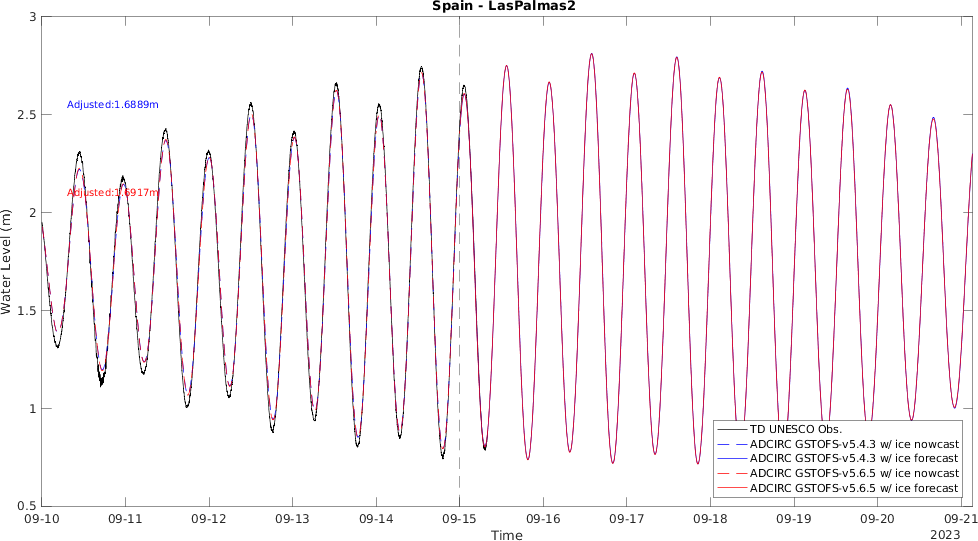 Spain - LasPalmas2
3
2.5
2
1.5
1
0.5
Water Level (m)
Adjusted:1.6889m
Adjusted:1.6917m
TD UNESCO Obs.
ADCIRC GSTOFS-v5.4.3 w/ ice nowcast
ADCIRC GSTOFS-v5.4.3 w/ ice forecast
ADCIRC GSTOFS-v5.6.5 w/ ice nowcast
ADCIRC GSTOFS-v5.6.5 w/ ice forecast
09-10 09-11 09-12 09-13 09-14 09-15 09-16 09-17 09-18 09-19 09-20 09-21
Time
2023